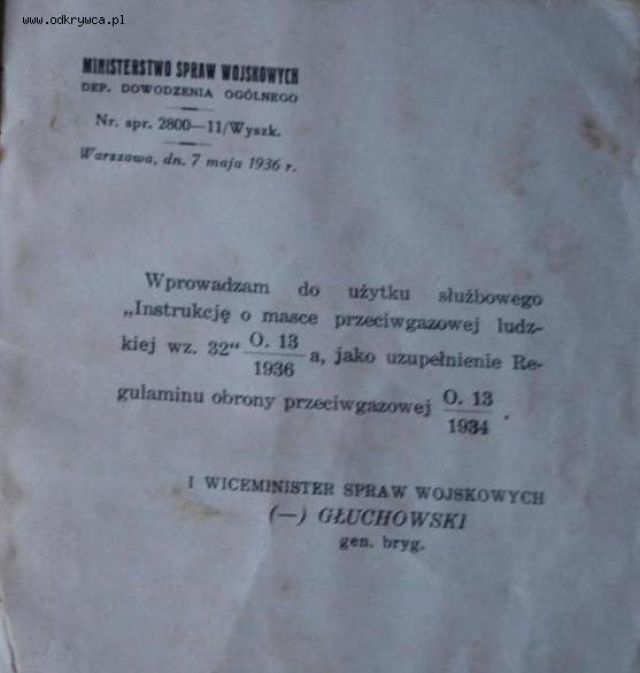 www.odkrywca.pl
MINISTERSTWO SPRAW WOJSKOWYCH
DEP. DOWODZENIA OGÓLNEGO
Nr. spr. 2800—11/Wyszk.
Warszawa, dn. 7 maja 1936 r.
Wprowadzam do użytku służbowego
„Instrukcję o masce przeciwgazowej ludz-
kiej wz. 32“ O. 13/1936 a, jako uzupełnienie Re-
gulaminu obrony przeciwgazowej O. 13/1934 .
I WICEMINISTER SPRAW WOJSKOWYCH
(—) GŁUCHOWSKI
gen. bryg.